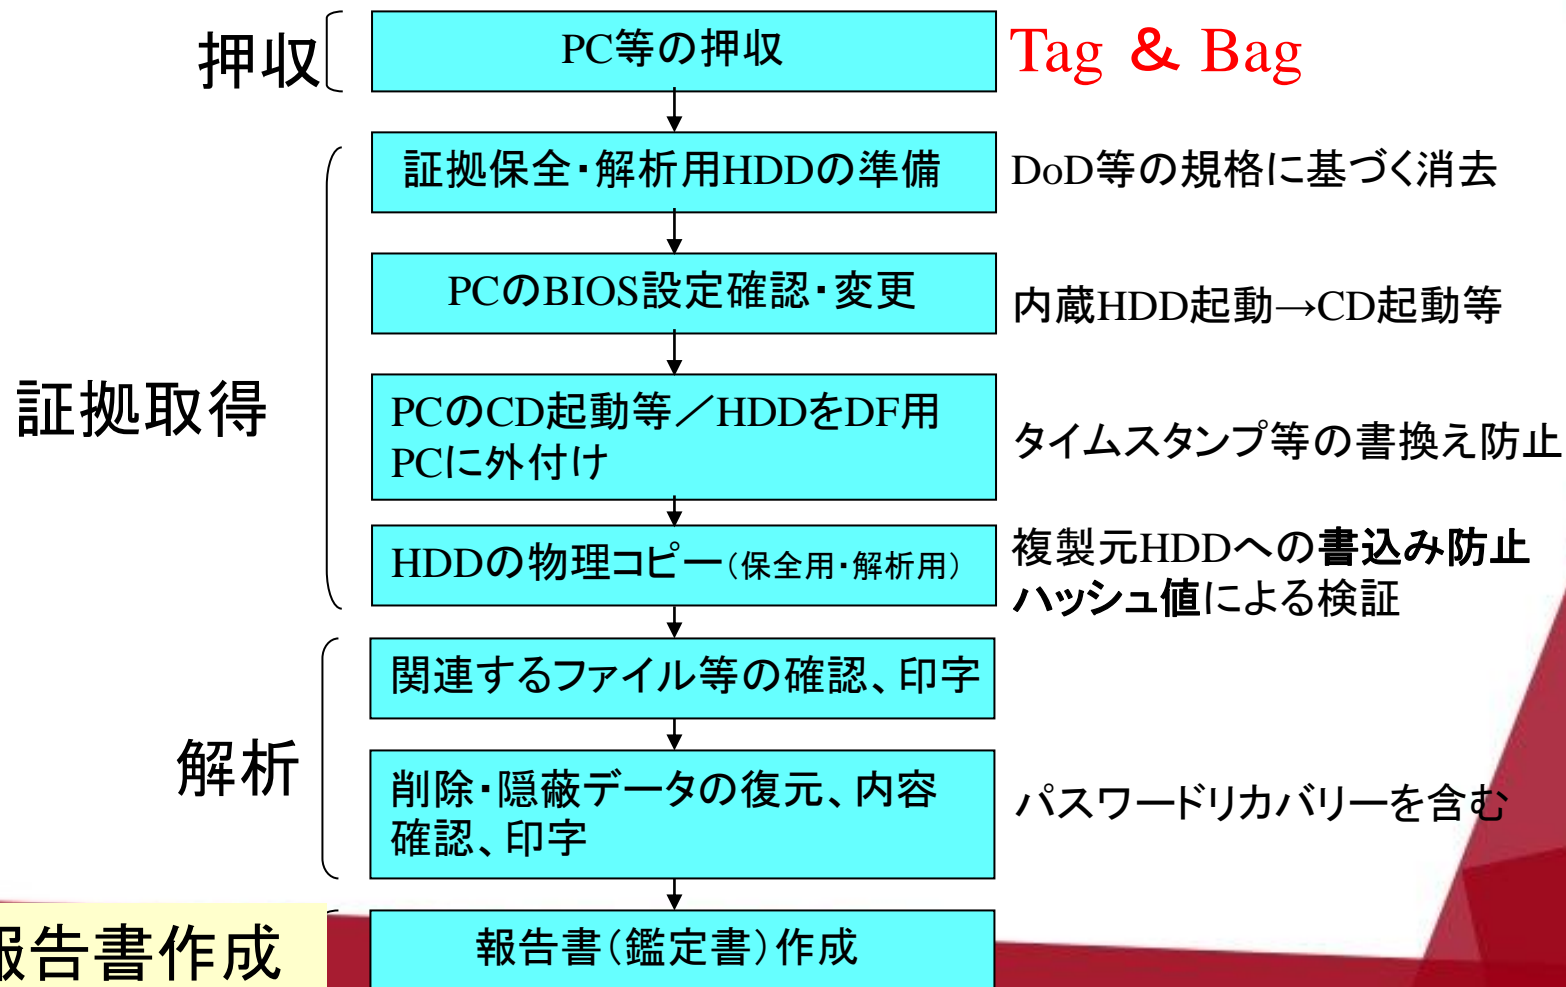 押収
PC等の押収
Tag ＆ Bag
証拠取得
証拠保全・解析用HDDの準備
DoD等の規格に基づく消去
PCのBIOS設定確認・変更
内蔵HDD起動→CD起動等
PCのCD起動等／HDDをDF用
PCに外付け
タイムスタンプ等の書換え防止
HDDの物理コピー（保全用・解析用）
複製元HDDへの書込み防止
ハッシュ値による検証
解析
関連するファイル等の確認、印字
削除・隠蔽データの復元、内容
確認、印字
パスワードリカバリーを含む
報告書作成
報告書（鑑定書）作成